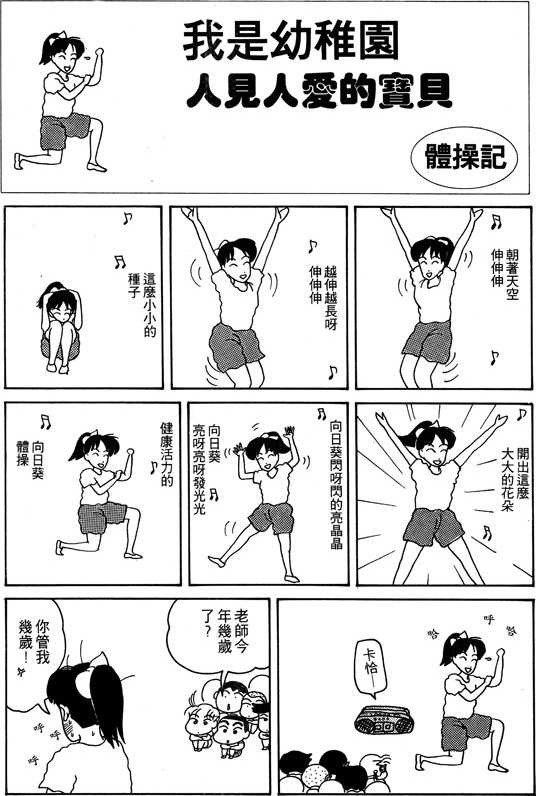 我是幼稚園
人見人愛的寶貝
體操記
朝著天空
伸伸伸
越伸越長呀
伸伸伸
這麼小小的
種子
開出這麼
大大的花朵
向日葵閃呀閃的亮晶晶
向日葵
亮呀亮呀發光光
健康活力的
向日葵
體操
呼
哈
哈
卡恰—
老師今
年幾歲
了?
你管我
幾歲!
呼
呼
呼